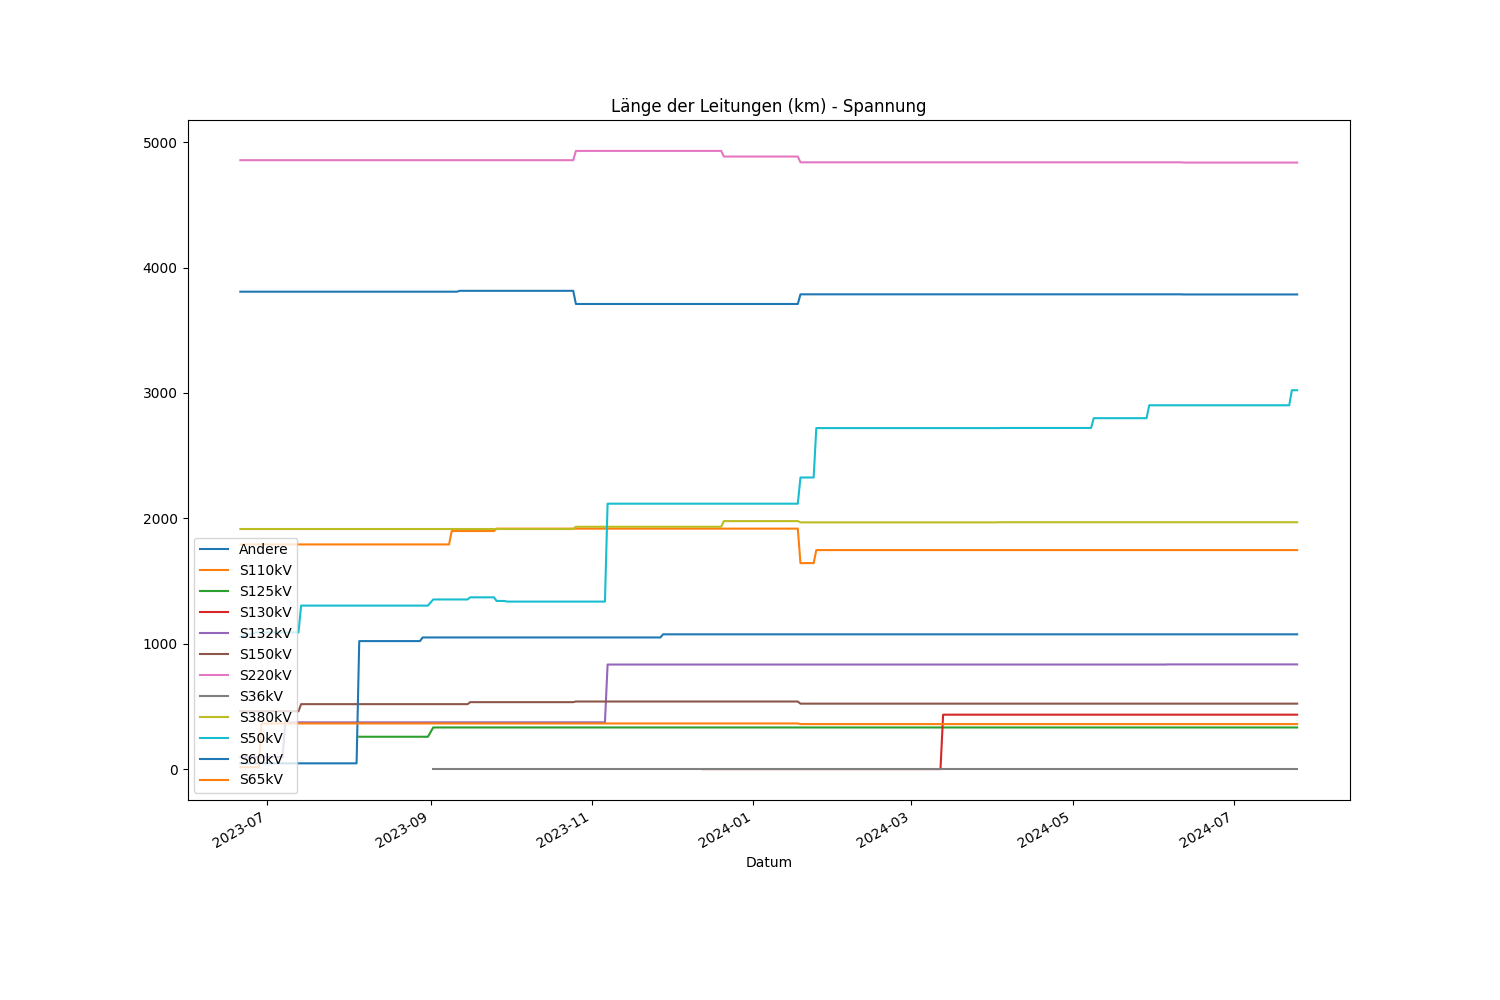 Länge der Leitungen (km) - Spannung
5000
4000
3000
2000
1000
0
Andere
S110kV
S125kV
S130kV
S132kV
S150kV
S220kV
S36kV
S380kV
S50kV
S60kV
S65kV
2023-07
2023-09
2023-11
2024-01
2024-03
2024-05
2024-07
Datum